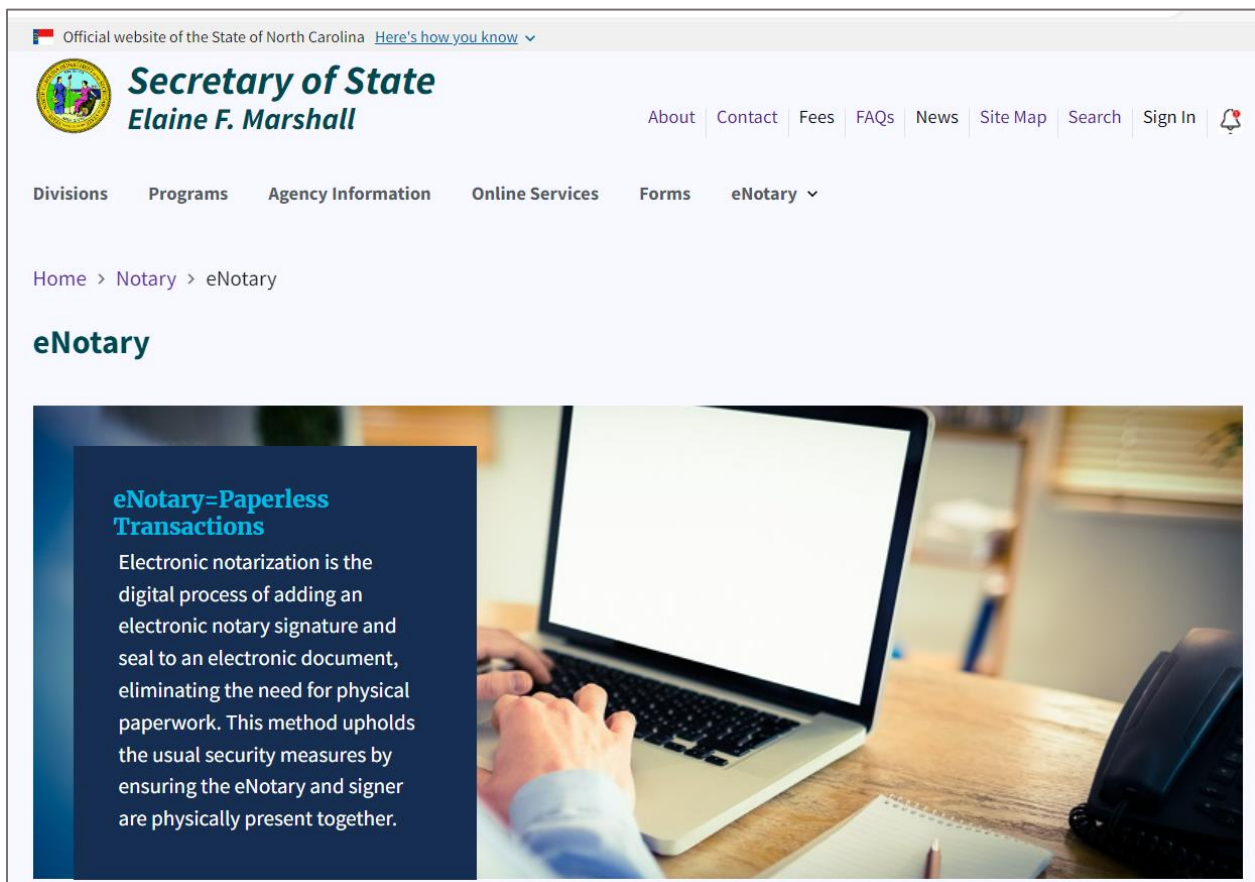 Official website of the State of North Carolina Here's how you know
Secretary of State
Elaine F. Marshall
About Contact Fees FAQs News Site Map Search Sign In
Divisions Programs Agency Information Online Services Forms eNotary
Home > Notary > eNotary
eNotary
eNotary=Paperless
Transactions
Electronic notarization is the
digital process of adding an
electronic notary signature and
seal to an electronic document,
eliminating the need for physical
paperwork. This method upholds
the usual security measures by
ensuring the eNotary and signer
are physically present together.